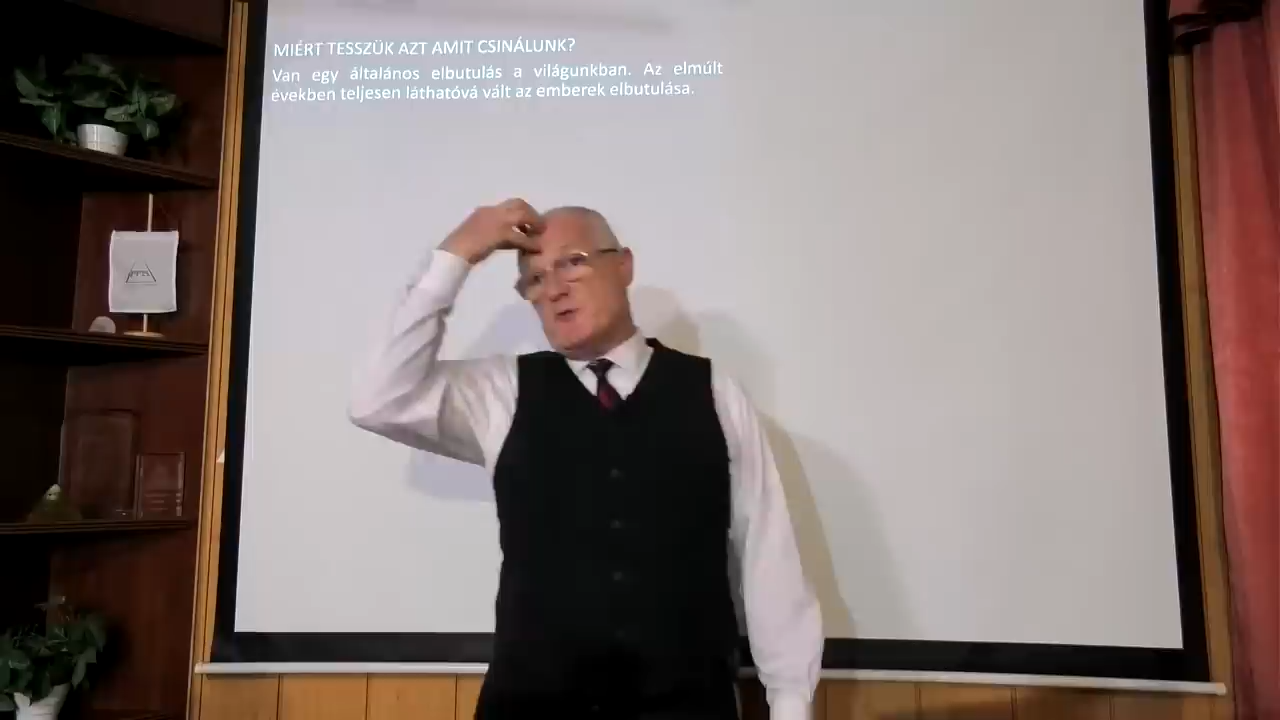 MIÉRT TESSZÜK AZT AMIT CSINÁLUNK?
Van egy általános elbutulás a világunkban. Az elmúlt
években teljesen láthatóvá vált az emberek elbutulása.